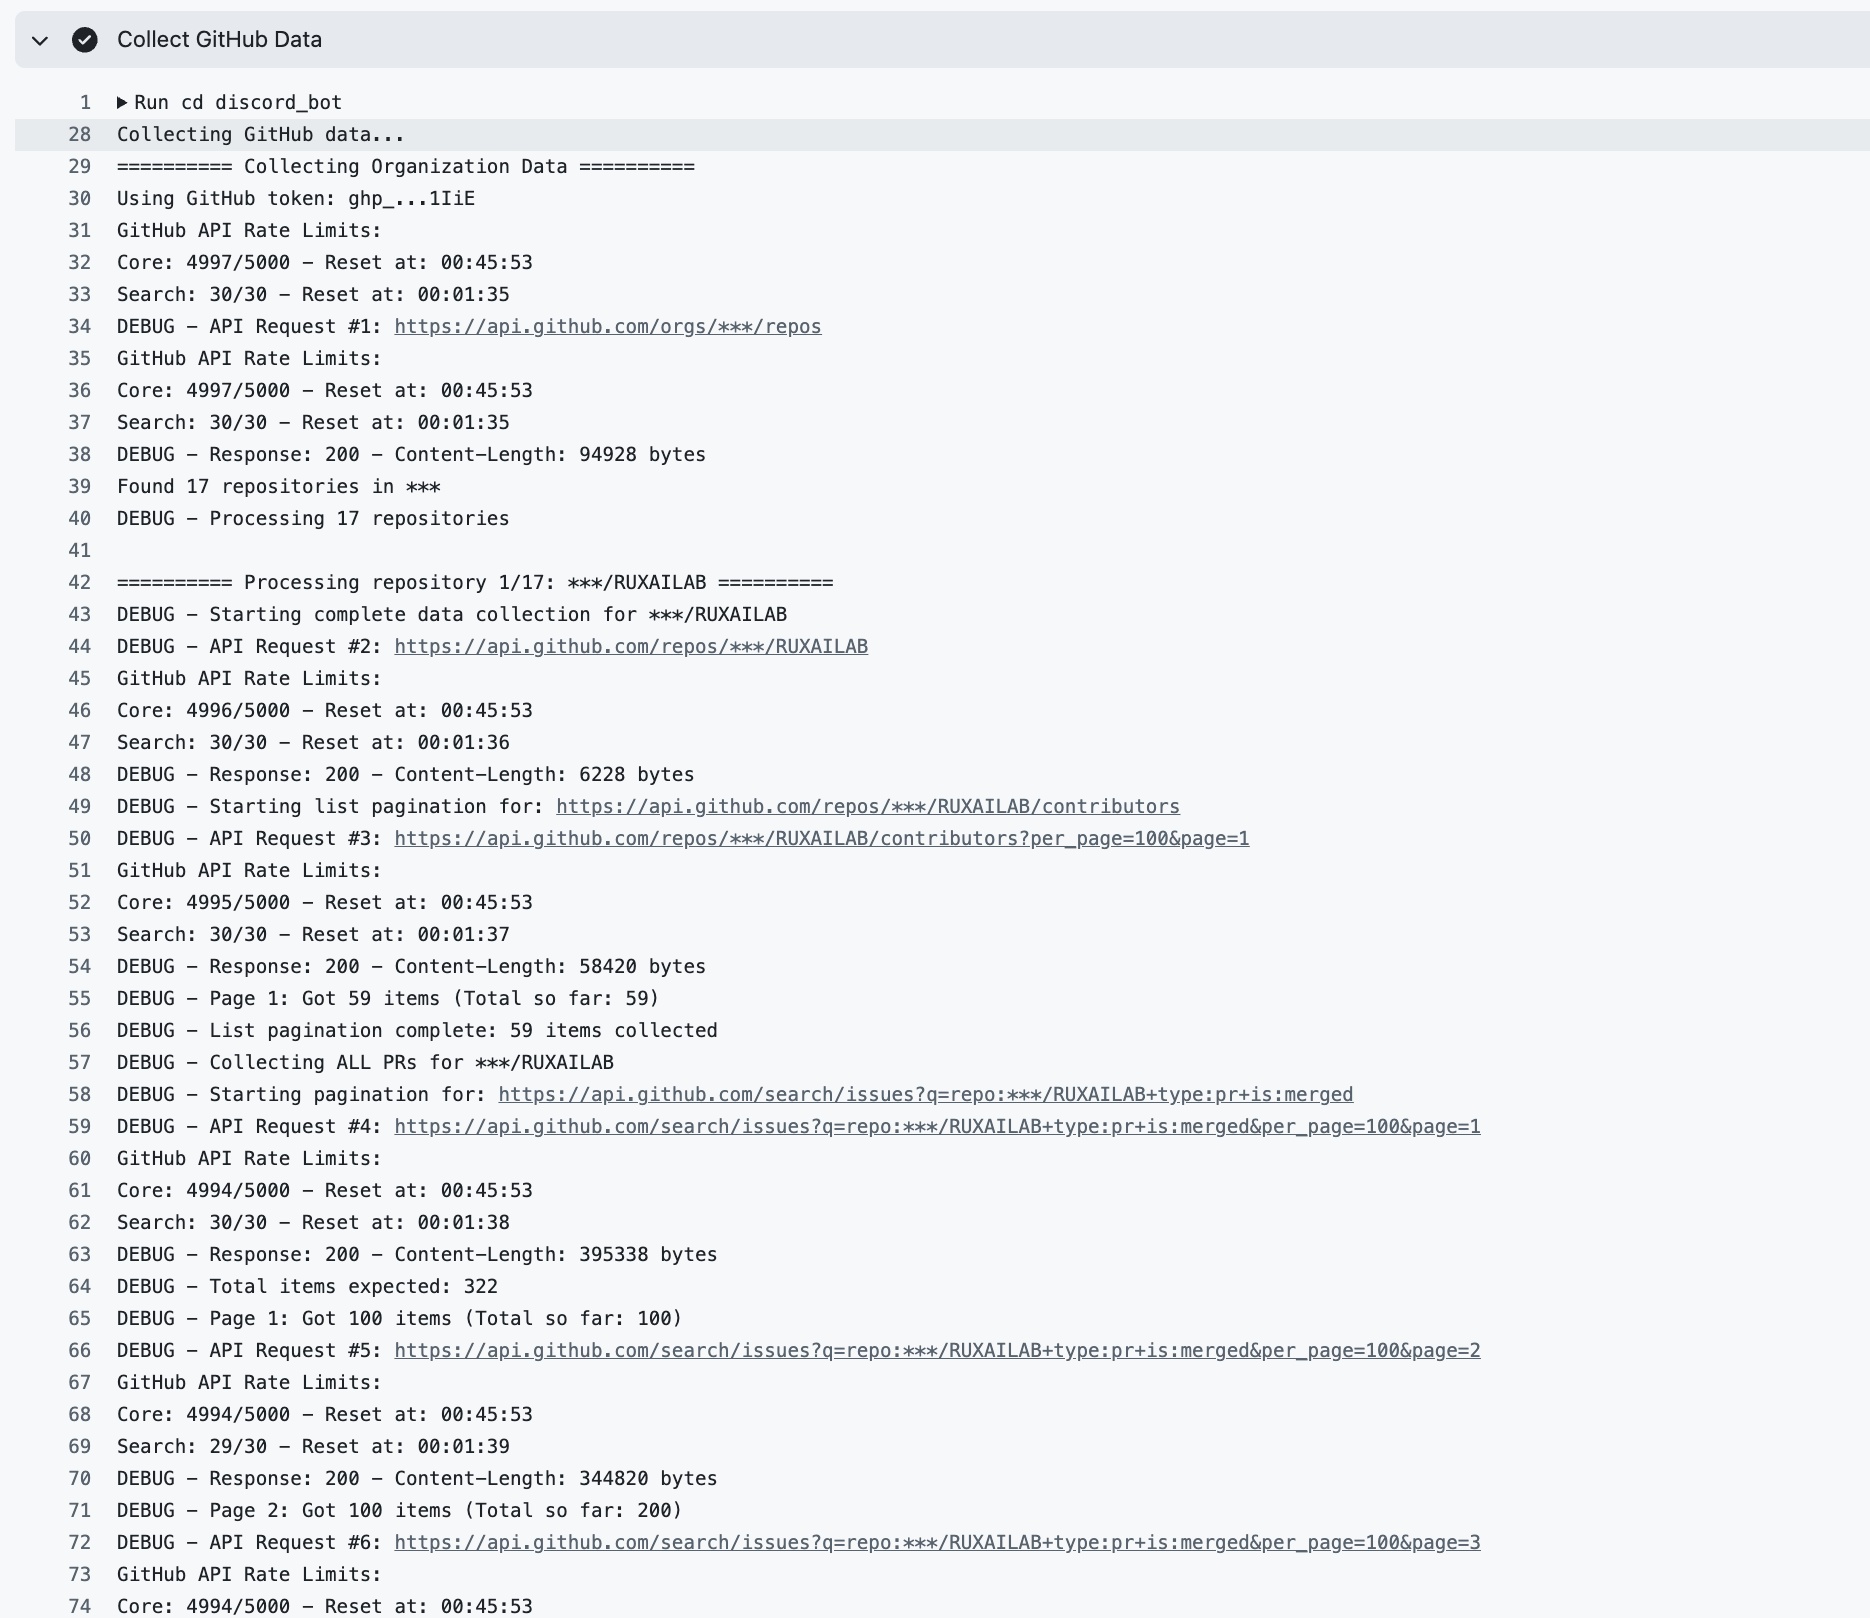 Collect GitHub Data
1 Run cd discord_bot
28 Collecting GitHub data...
29 ========== Collecting Organization Data ==========
30 Using GitHub token: ghp_...1IiE
31 GitHub API Rate Limits:
32 Core: 4997/5000 - Reset at: 00:45:53
33 Search: 30/30 - Reset at: 00:01:35
34 DEBUG - API Request #1: https://api.github.com/orgs/***/repos
35 GitHub API Rate Limits:
36 Core: 4997/5000 - Reset at: 00:45:53
37 Search: 30/30 - Reset at: 00:01:35
38 DEBUG - Response: 200 - Content-Length: 94928 bytes
39 Found 17 repositories in ***
40 DEBUG - Processing 17 repositories
41
42 ========== Processing repository 1/17: ***/RUXAILAB ==========
43 DEBUG - Starting complete data collection for ***/RUXAILAB
44 DEBUG - API Request #2: https://api.github.com/repos/***/RUXAILAB
45 GitHub API Rate Limits:
46 Core: 4996/5000 - Reset at: 00:45:53
47 Search: 30/30 - Reset at: 00:01:36
48 DEBUG - Response: 200 - Content-Length: 6228 bytes
49 DEBUG - Starting list pagination for: https://api.github.com/repos/***/RUXAILAB/contributors
50 DEBUG - API Request #3: https://api.github.com/repos/***/RUXAILAB/contributors?per_page=100&page=1
51 GitHub API Rate Limits:
52 Core: 4995/5000 - Reset at: 00:45:53
53 Search: 30/30 - Reset at: 00:01:37
54 DEBUG - Response: 200 - Content-Length: 58420 bytes
55 DEBUG - Page 1: Got 59 items (Total so far: 59)
56 DEBUG - List pagination complete: 59 items collected
57 DEBUG - Collecting ALL PRs for ***/RUXAILAB
58 DEBUG - Starting pagination for: https://api.github.com/search/issues?q=repo:***/RUXAILAB+type:pr+is:merged
59 DEBUG - API Request #4: https://api.github.com/search/issues?q=repo:***/RUXAILAB+type:pr+is:merged&per_page=100&page=1
60 GitHub API Rate Limits:
61 Core: 4994/5000 - Reset at: 00:45:53
62 Search: 30/30 - Reset at: 00:01:38
63 DEBUG - Response: 200 - Content-Length: 395338 bytes
64 DEBUG - Total items expected: 322
65 DEBUG - Page 1: Got 100 items (Total so far: 100)
66 DEBUG - API Request #5: https://api.github.com/search/issues?q=repo:***/RUXAILAB+type:pr+is:merged&per_page=100&page=2
67 GitHub API Rate Limits:
68 Core: 4994/5000 - Reset at: 00:45:53
69 Search: 29/30 - Reset at: 00:01:39
70 DEBUG - Response: 200 - Content-Length: 344820 bytes
71 DEBUG - Page 2: Got 100 items (Total so far: 200)
72 DEBUG - API Request #6: https://api.github.com/search/issues?q=repo:***/RUXAILAB+type:pr+is:merged&per_page=100&page=3
73 GitHub API Rate Limits:
74 Core: 4994/5000 - Reset at: 00:45:53